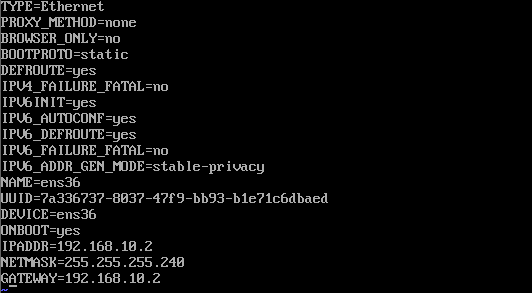 TYPE=Ethernet
PROXY_METHOD=none
BROWSER_ONLY=no
BOOTPROTO=static
DEFROUTE=yes
IPV4_FAILURE_FATAL=no
IPV6INIT=yes
IPV6_AUTOCONF=yes
IPV6_DEFROUTE=yes
IPV6_FAILURE_FATAL=no
IPV6_ADDR_GEN_MODE=stable-privacy
NAME=ens36
UUID=7a336737-8037-47f9-bb93-b1e71c6dbaed
DEVICE=ens36
ONBOOT=yes
IPADDR=192.168.10.2
NETMASK=255.255.255.240
GATEWAY=192.168.10.2
~